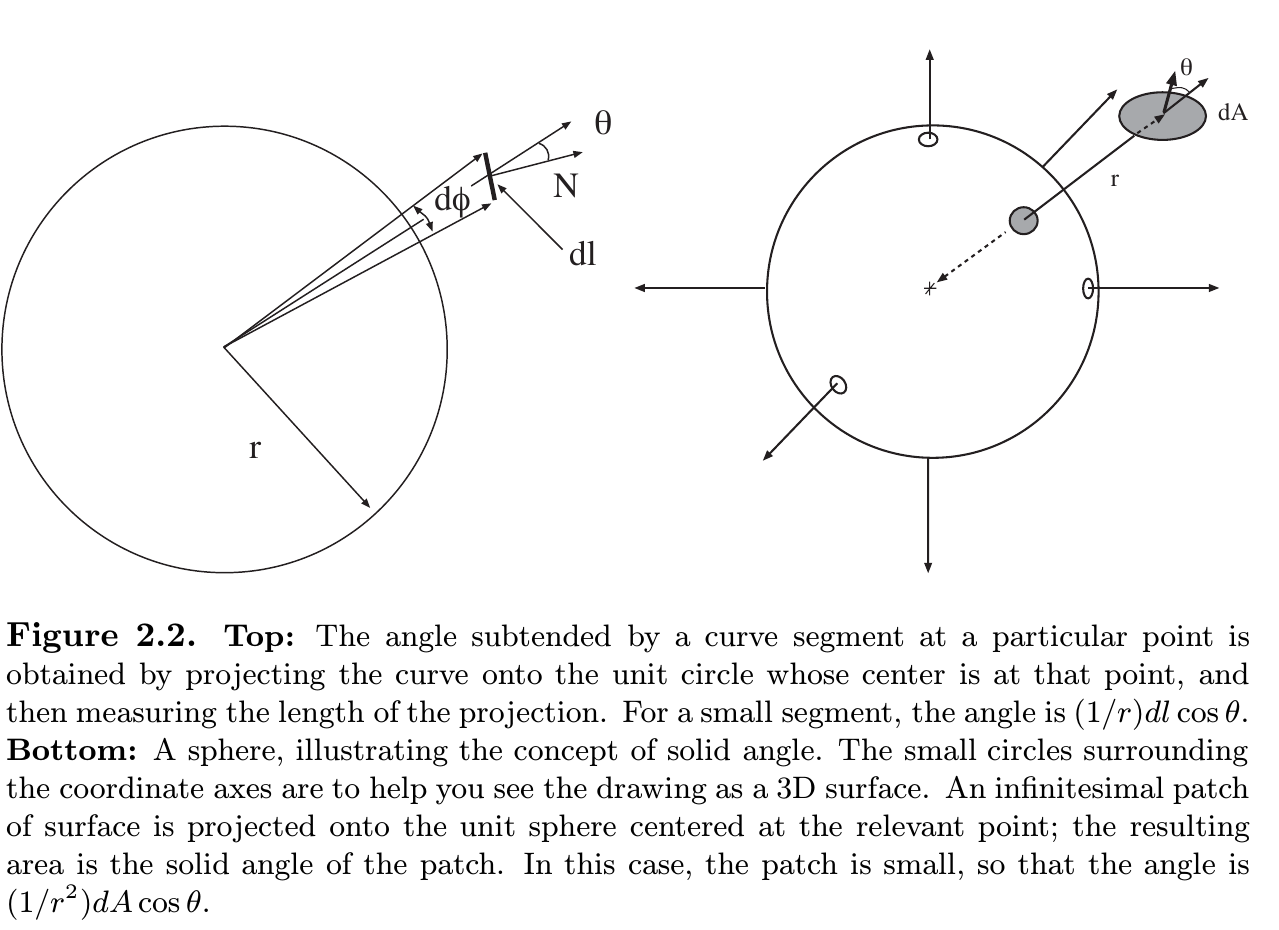 θ
N
dϕ
dl
r
θ
dA
r
Figure 2.2. Top: The angle subtended by a curve segment at a particular point is
obtained by projecting the curve onto the unit circle whose center is at that point, and
then measuring the length of the projection. For a small segment, the angle is (1/r)dl cos θ.
Bottom: A sphere, illustrating the concept of solid angle. The small circles surrounding
the coordinate axes are to help you see the drawing as a 3D surface. An infinitesimal patch
of surface is projected onto the unit sphere centered at the relevant point; the resulting
area is the solid angle of the patch. In this case, the patch is small, so that the angle is
(1/r²)dA cos θ.